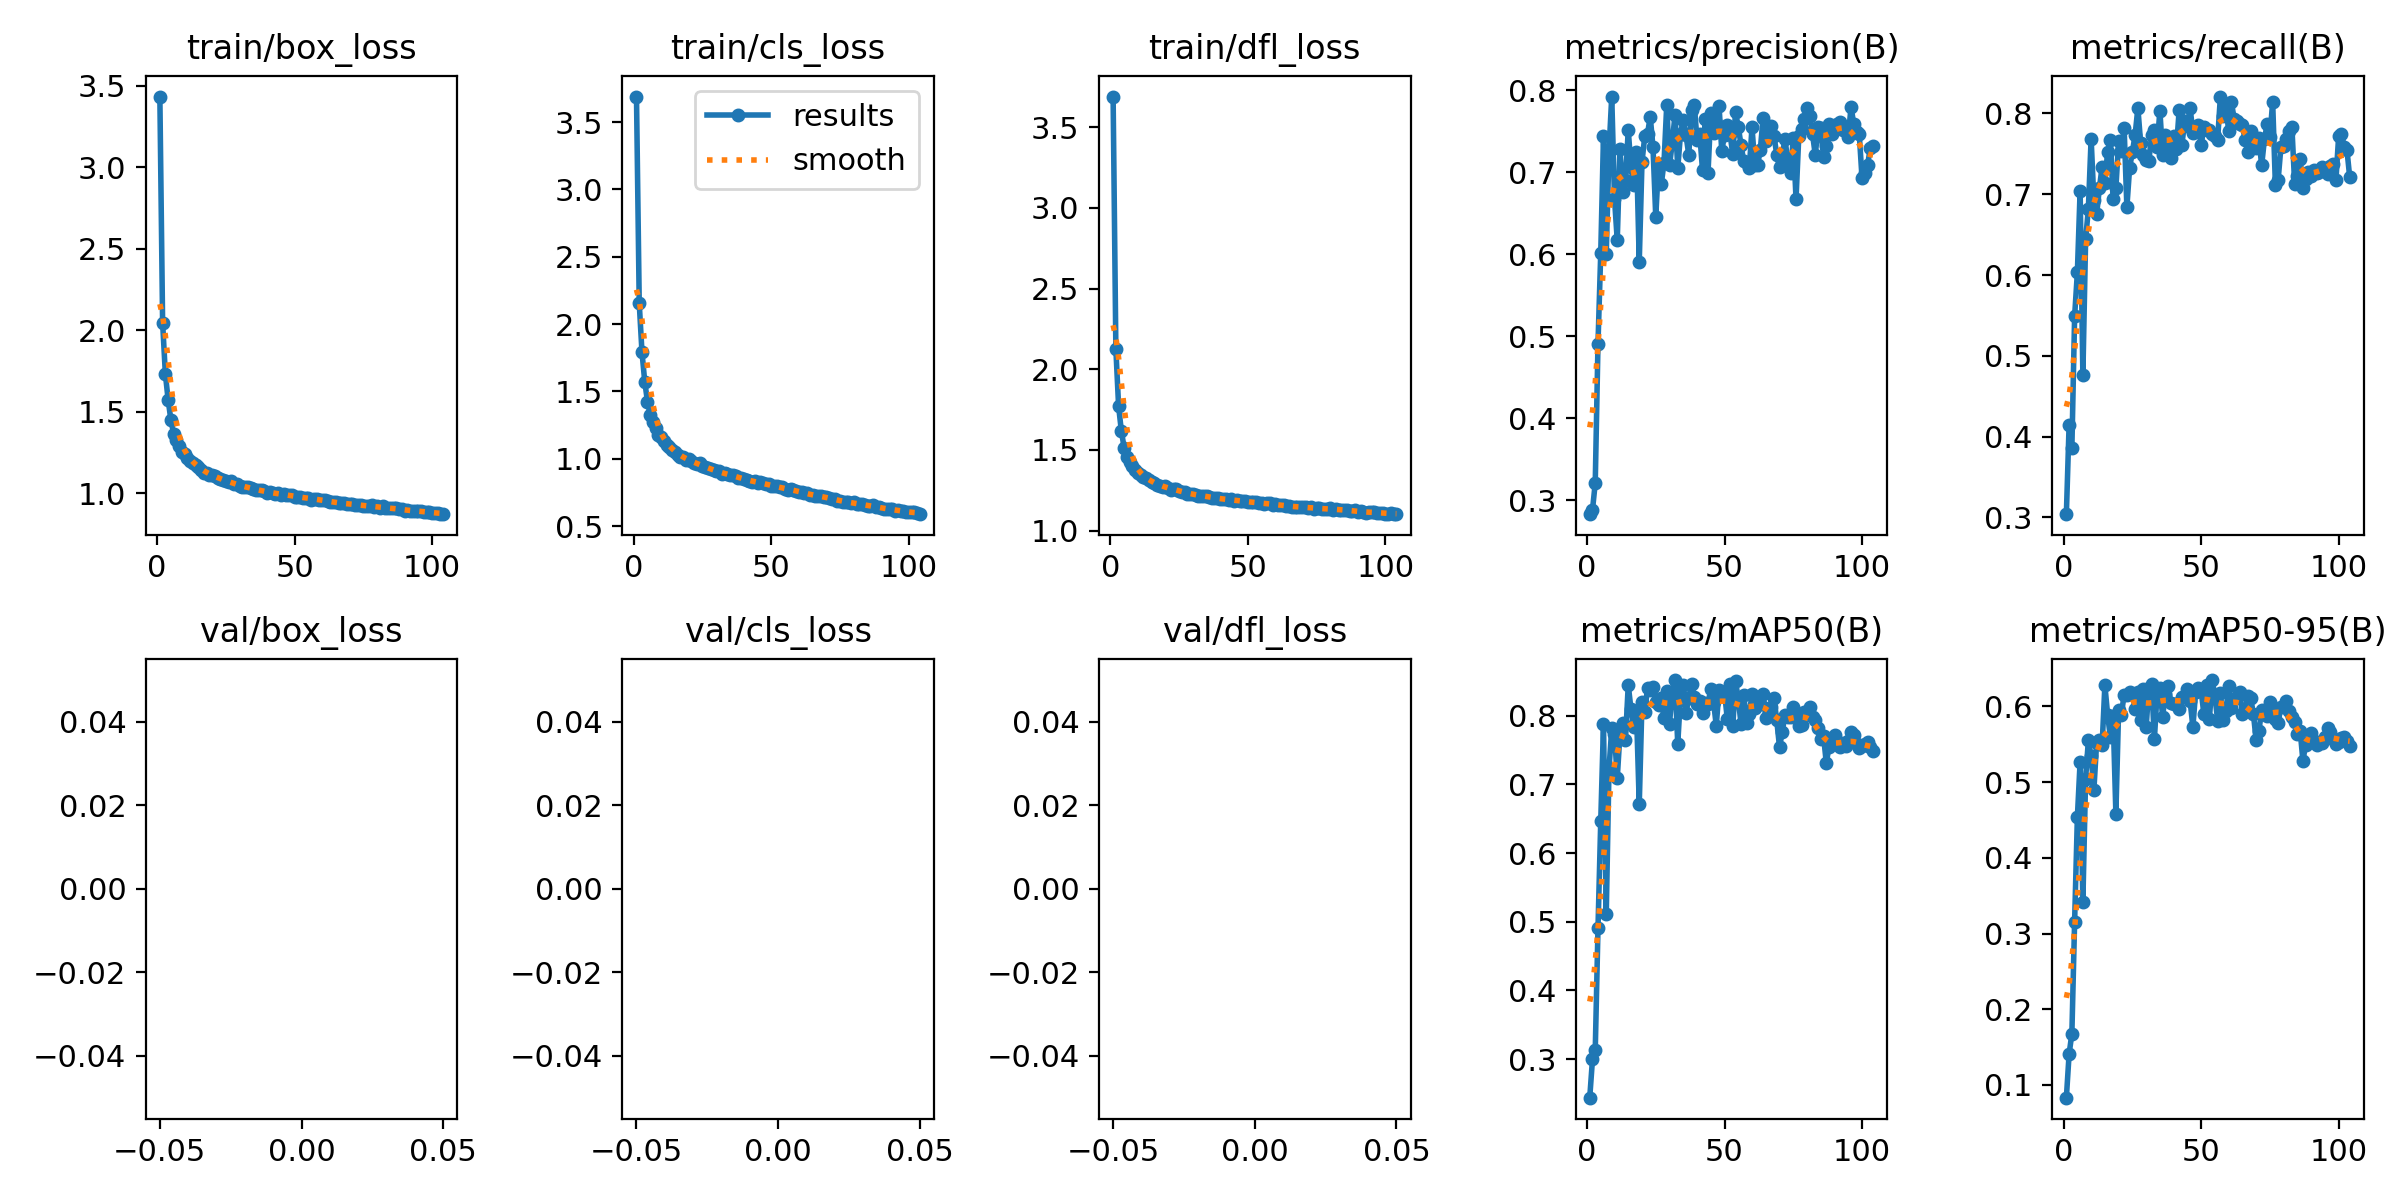 train/box_loss
3.5
3.0
2.5
2.0
1.5
1.0
0 50 100
train/cls_loss
results
smooth
3.5
3.0
2.5
2.0
1.5
1.0
0.5
0 50 100
train/dfl_loss
3.5
3.0
2.5
2.0
1.5
1.0
0 50 100
metrics/precision(B)
0.8
0.7
0.6
0.5
0.4
0.3
0 50 100
metrics/recall(B)
0.8
0.7
0.6
0.5
0.4
0.3
0 50 100
val/box_loss
0.04
0.02
0.00
−0.02
−0.04
−0.05 0.00 0.05
val/cls_loss
0.04
0.02
0.00
−0.02
−0.04
−0.05 0.00 0.05
val/dfl_loss
0.04
0.02
0.00
−0.02
−0.04
−0.05 0.00 0.05
metrics/mAP50(B)
0.8
0.7
0.6
0.5
0.4
0.3
0 50 100
metrics/mAP50-95(B)
0.6
0.5
0.4
0.3
0.2
0.1
0 50 100